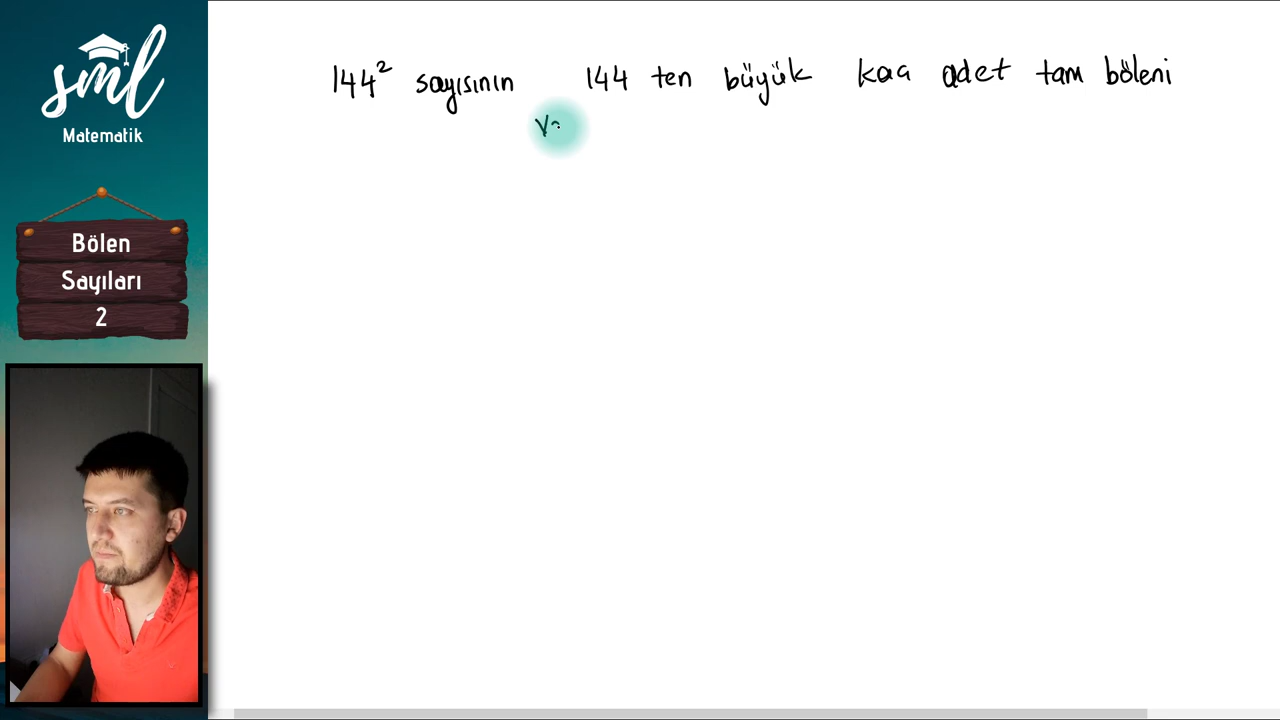 sml
Matematik
Bölen
Sayıları
2
144² sayısının 144 ten büyük kaç adet tam böleni